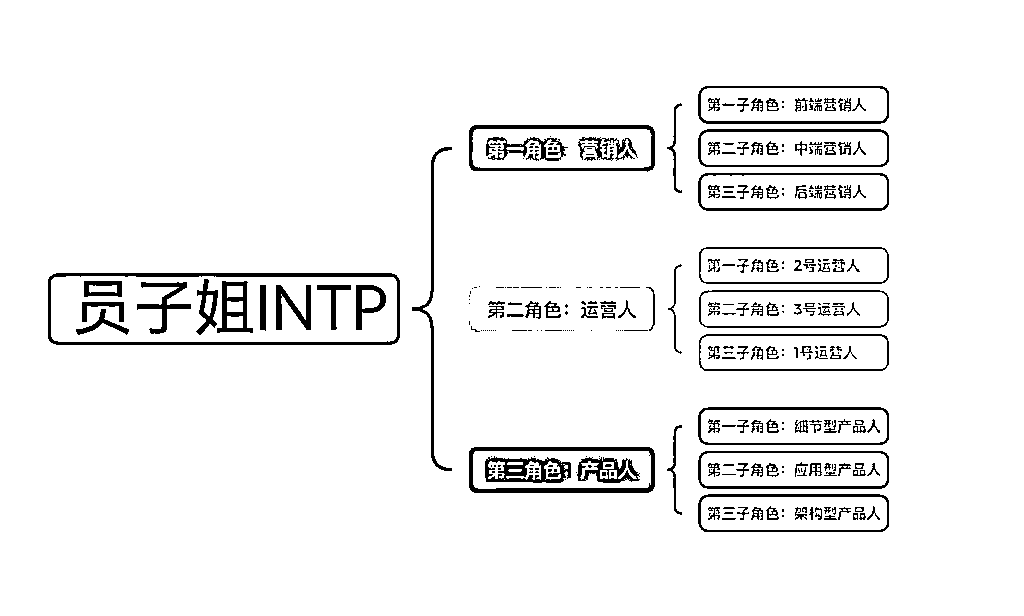 员子姐INTP
第一角色：营销人
第一子角色：前端营销人
第二子角色：中端营销人
第三子角色：后端营销人
第二角色：运营人
第一子角色：2号运营人
第二子角色：3号运营人
第三子角色：1号运营人
第三角色：产品人
第一子角色：细节型产品人
第二子角色：应用型产品人
第三子角色：架构型产品人